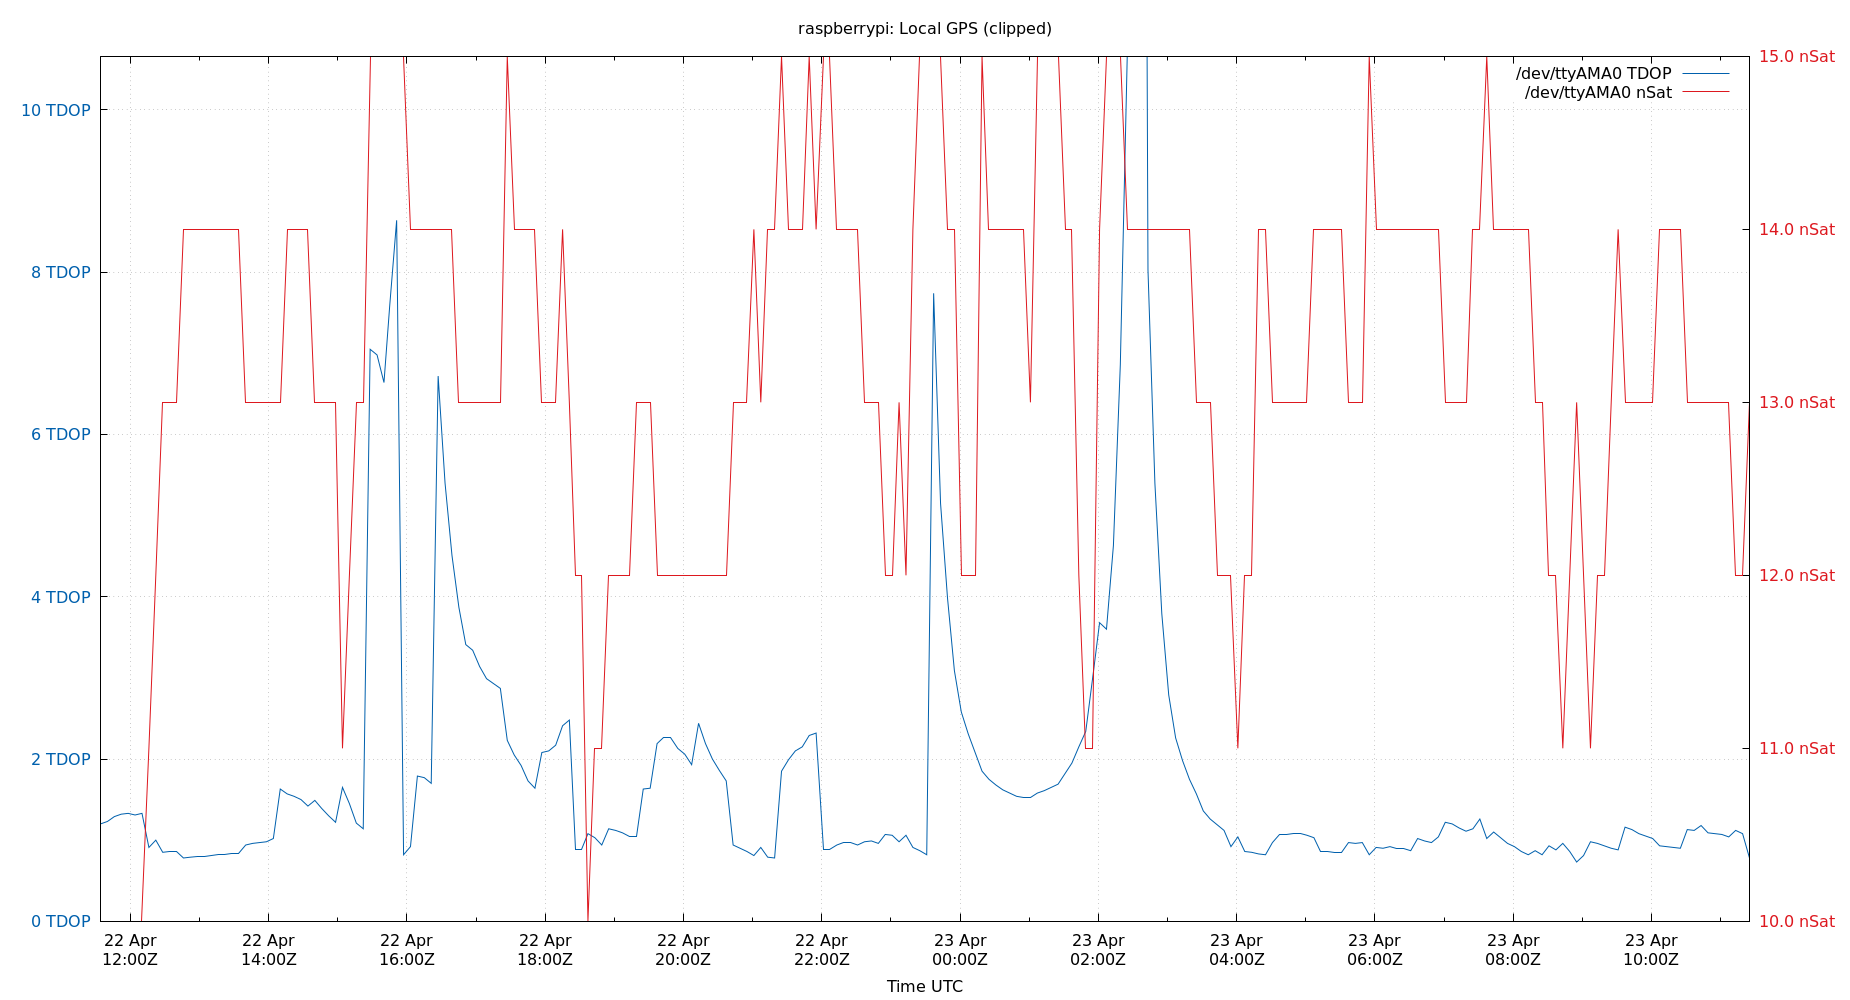 raspberrypi: Local GPS (clipped)
/dev/ttyAMA0 TDOP
/dev/ttyAMA0 nSat
10 TDOP
8 TDOP
6 TDOP
4 TDOP
2 TDOP
0 TDOP
15.0 nSat
14.0 nSat
13.0 nSat
12.0 nSat
11.0 nSat
10.0 nSat
22 Apr
12:00Z
22 Apr
14:00Z
22 Apr
16:00Z
22 Apr
18:00Z
22 Apr
20:00Z
22 Apr
22:00Z
23 Apr
00:00Z
23 Apr
02:00Z
23 Apr
04:00Z
23 Apr
06:00Z
23 Apr
08:00Z
23 Apr
10:00Z
Time UTC